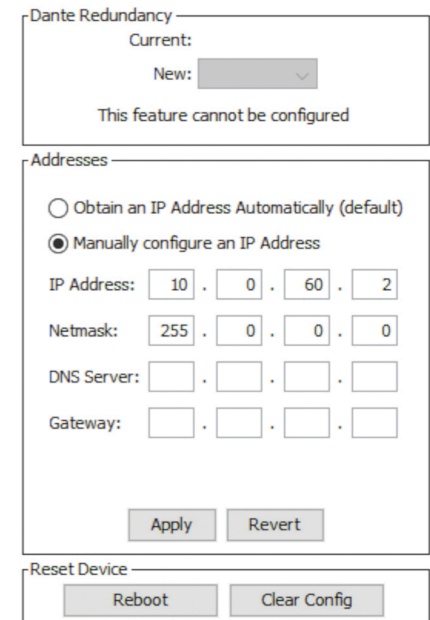 Dante Redundancy
Current:
New:
This feature cannot be configured
Addresses
Obtain an IP Address Automatically (default)
Manually configure an IP Address
IP Address: 10 . 0 . 60 . 2
Netmask: 255 . 0 . 0 . 0
DNS Server: . . .
Gateway: . . .
Apply Revert
Reset Device
Reboot Clear Config